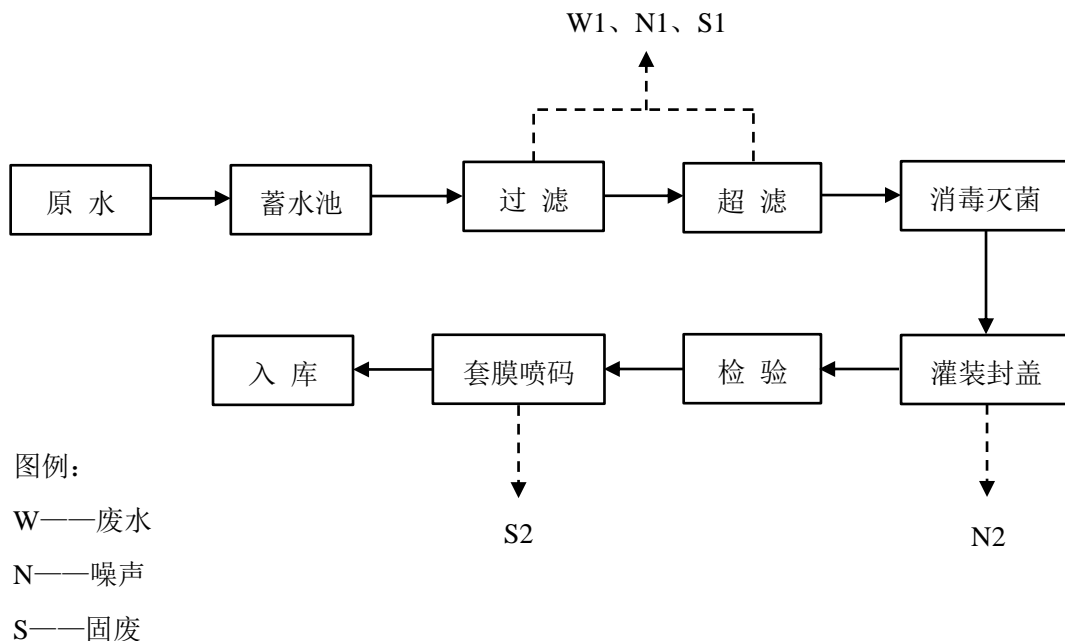 W1、N1、S1
原 水
蓄水池
过 滤
超 滤
消毒灭菌
入 库
套膜喷码
检 验
灌装封盖
S2
N2
图例：
W——废水
N——噪声
S——固废